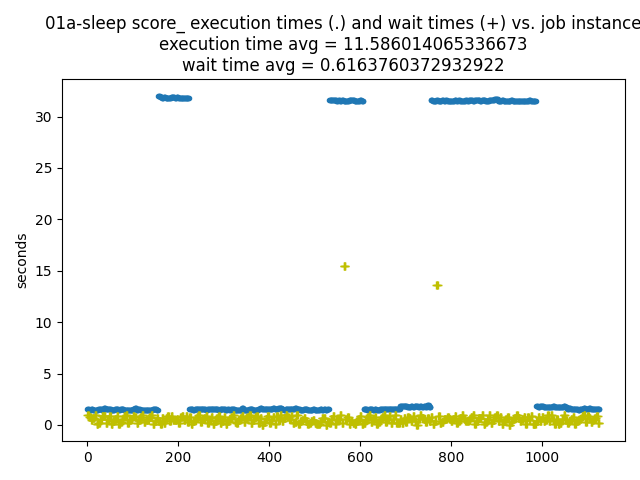 01a-sleep score_ execution times (.) and wait times (+) vs. job instance
execution time avg = 11.586014065336673
wait time avg = 0.6163760372932922
seconds
30
25
20
15
10
5
0
0 200 400 600 800 1000